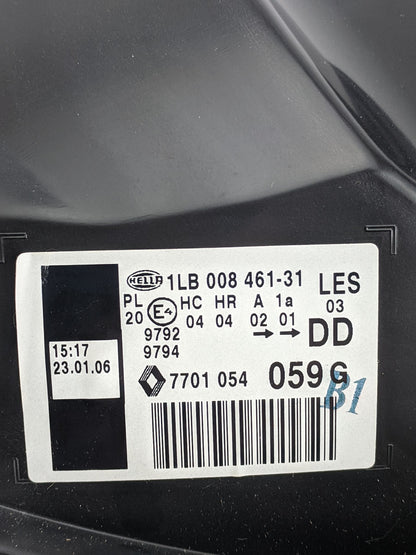 HELLA 1LB 008 461-31 LES
PL E4 HC HR A 1a 03
20 04 04 02 01
9792 → → DD
9794
15:17
23.01.06
7701 054 059 G
B1